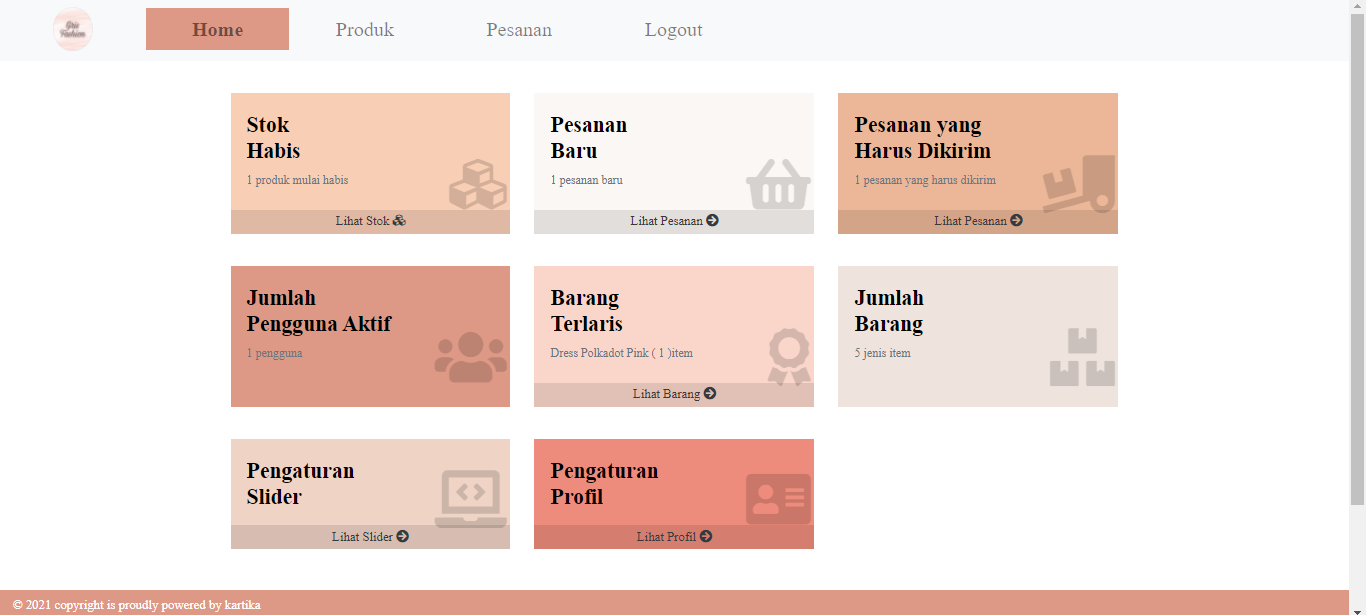 Home Produk Pesanan Logout
Stok
Habis
1 produk mulai habis
Lihat Stok
Pesanan
Baru
1 pesanan baru
Lihat Pesanan
Pesanan yang
Harus Dikirim
1 pesanan yang harus dikirim
Lihat Pesanan
Jumlah
Pengguna Aktif
1 pengguna
Barang
Terlaris
Dress Polkadot Pink ( 1 )item
Lihat Barang
Jumlah
Barang
5 jenis item
Pengaturan
Slider
Lihat Slider
Pengaturan
Profil
Lihat Profil
© 2021 copyright is proudly powered by kartika